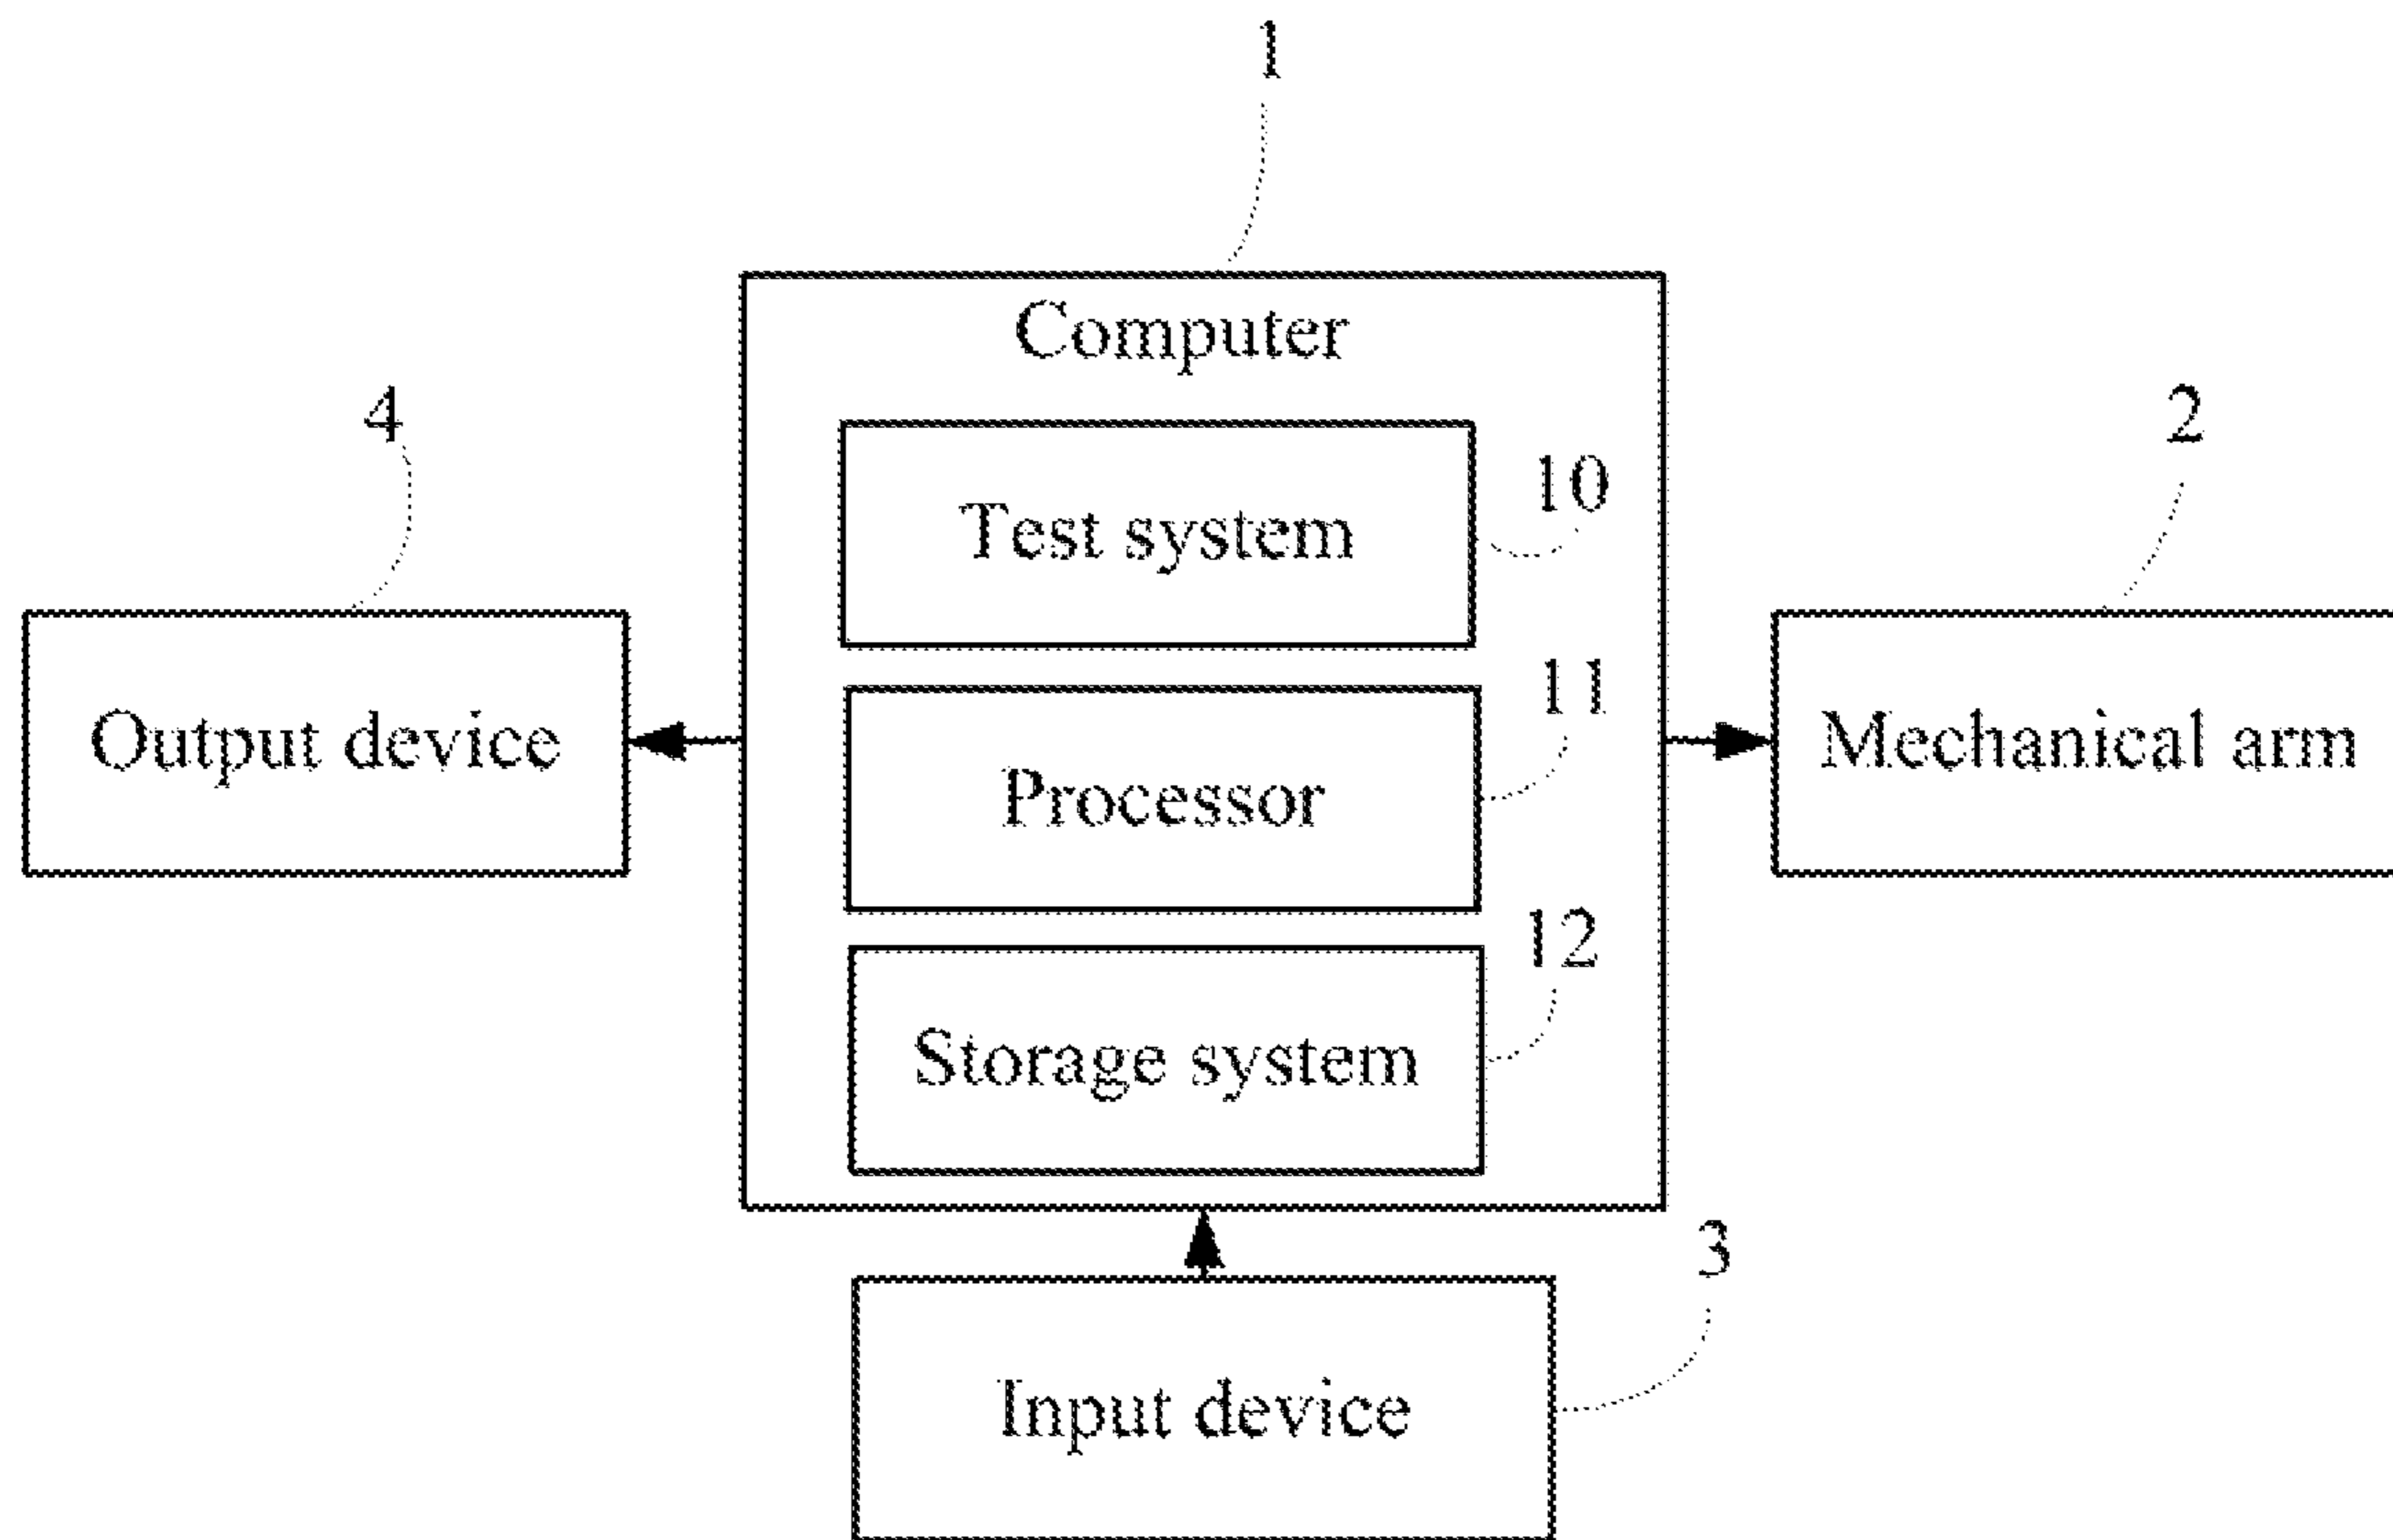 1
Computer
4
2
Test system
10
Output device
Processor
11
Mechanical arm
Storage system
12
Input device
3